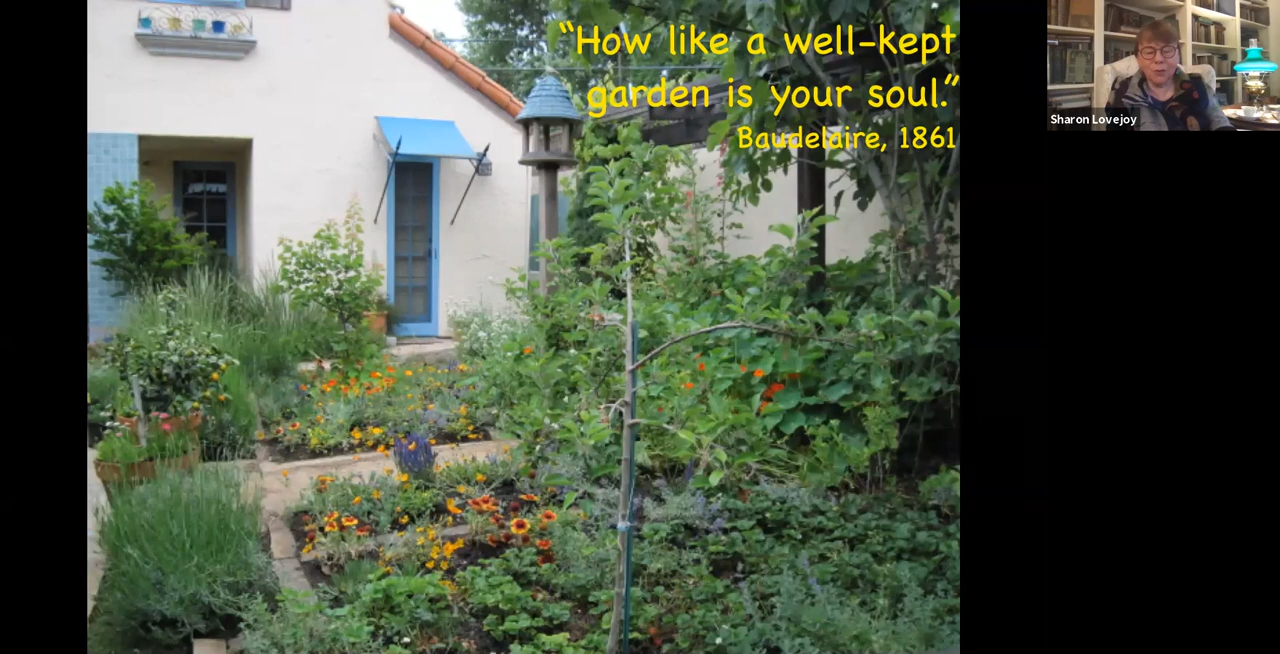 “How like a well-kept
garden is your soul.”
Baudelaire, 1861
Sharon Lovejoy